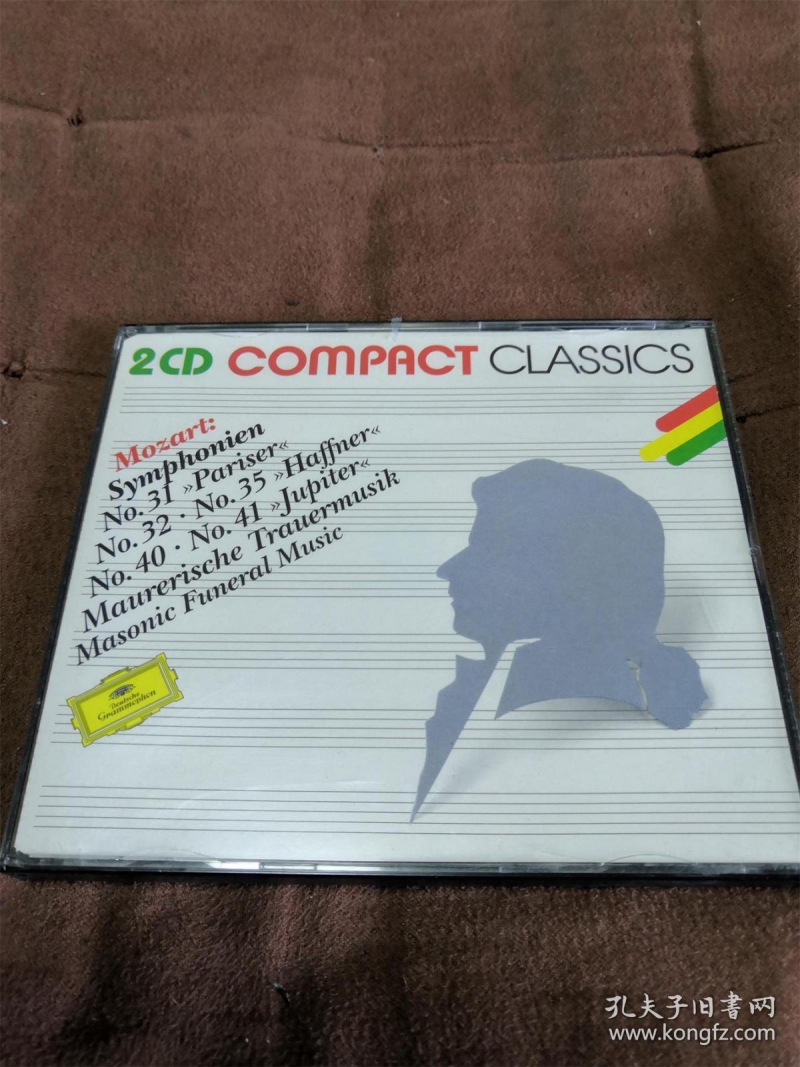 2CD COMPACT CLASSICS
Mozart:
Symphonien
No. 31 »Pariser«
No. 32 · No. 35 »Haffner«
No. 40 · No. 41 »Jupiter«
Maurerische Trauermusik
Masonic Funeral Music
Deutsche
Grammophon
孔夫子旧書网
www.kongfz.com